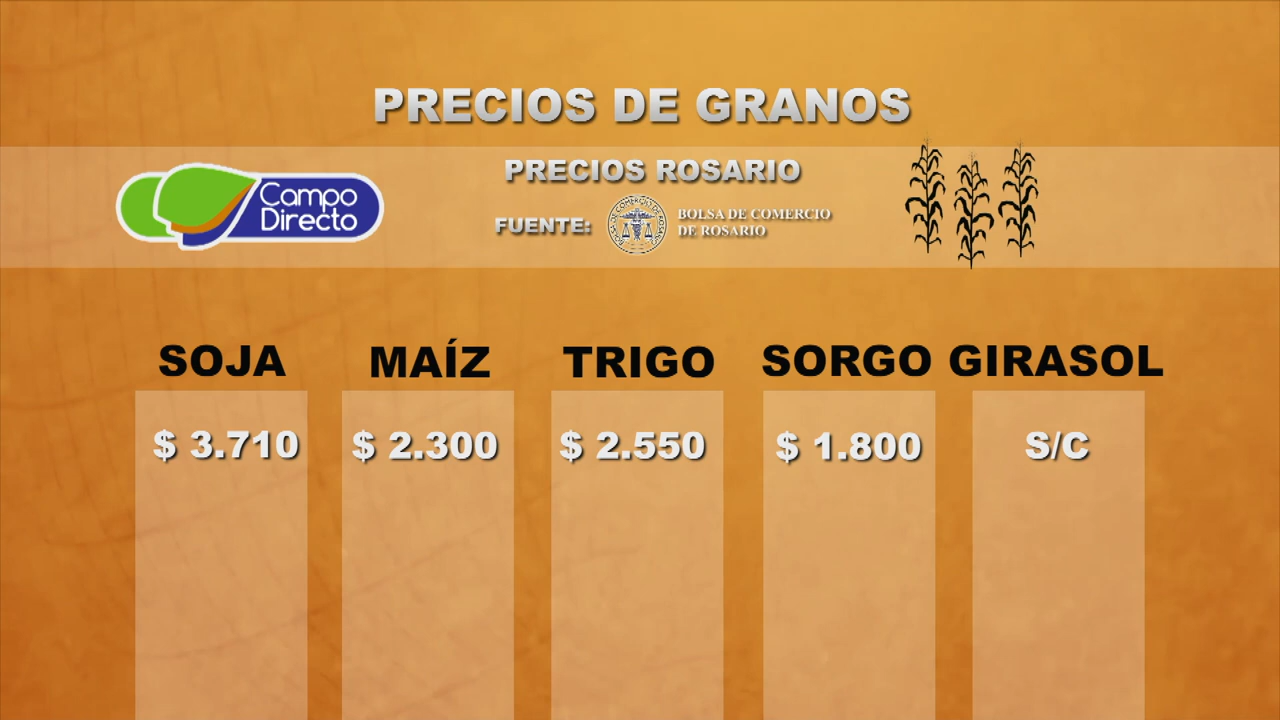 PRECIOS DE GRANOS
Campo
Directo
PRECIOS ROSARIO
FUENTE:
BOLSA DE COMERCIO
DE ROSARIO
SOJA MAÍZ TRIGO SORGO GIRASOL
$ 3.710 $ 2.300 $ 2.550 $ 1.800 S/C